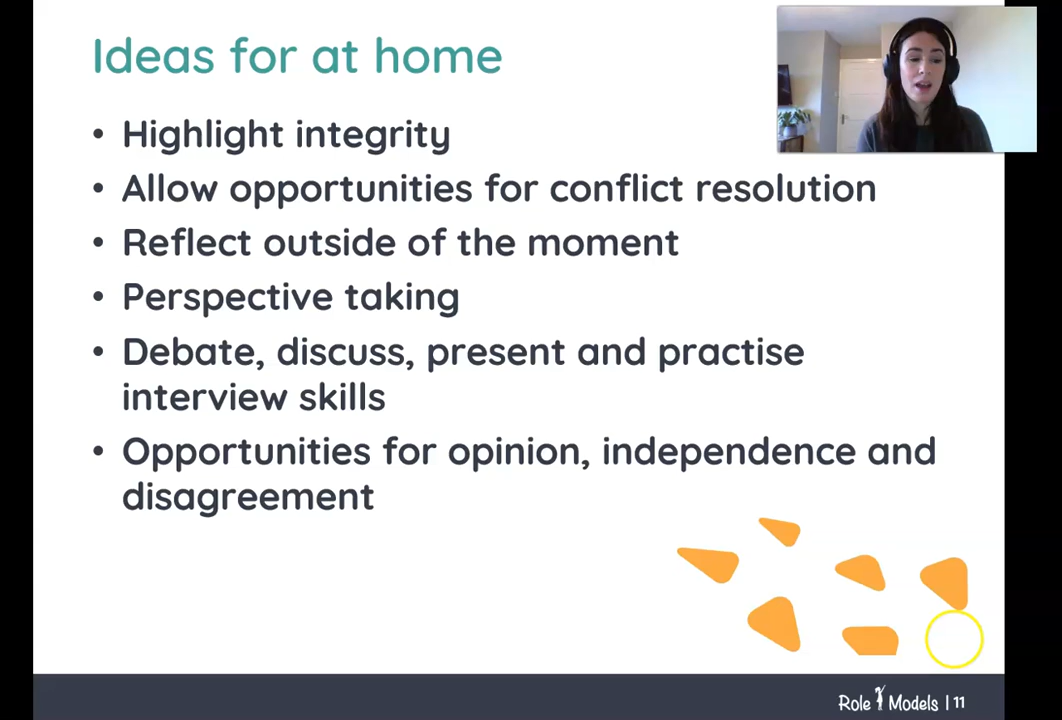 Ideas for at home
• Highlight integrity
• Allow opportunities for conflict resolution
• Reflect outside of the moment
• Perspective taking
• Debate, discuss, present and practise
interview skills
• Opportunities for opinion, independence and
disagreement
Role Models | 11